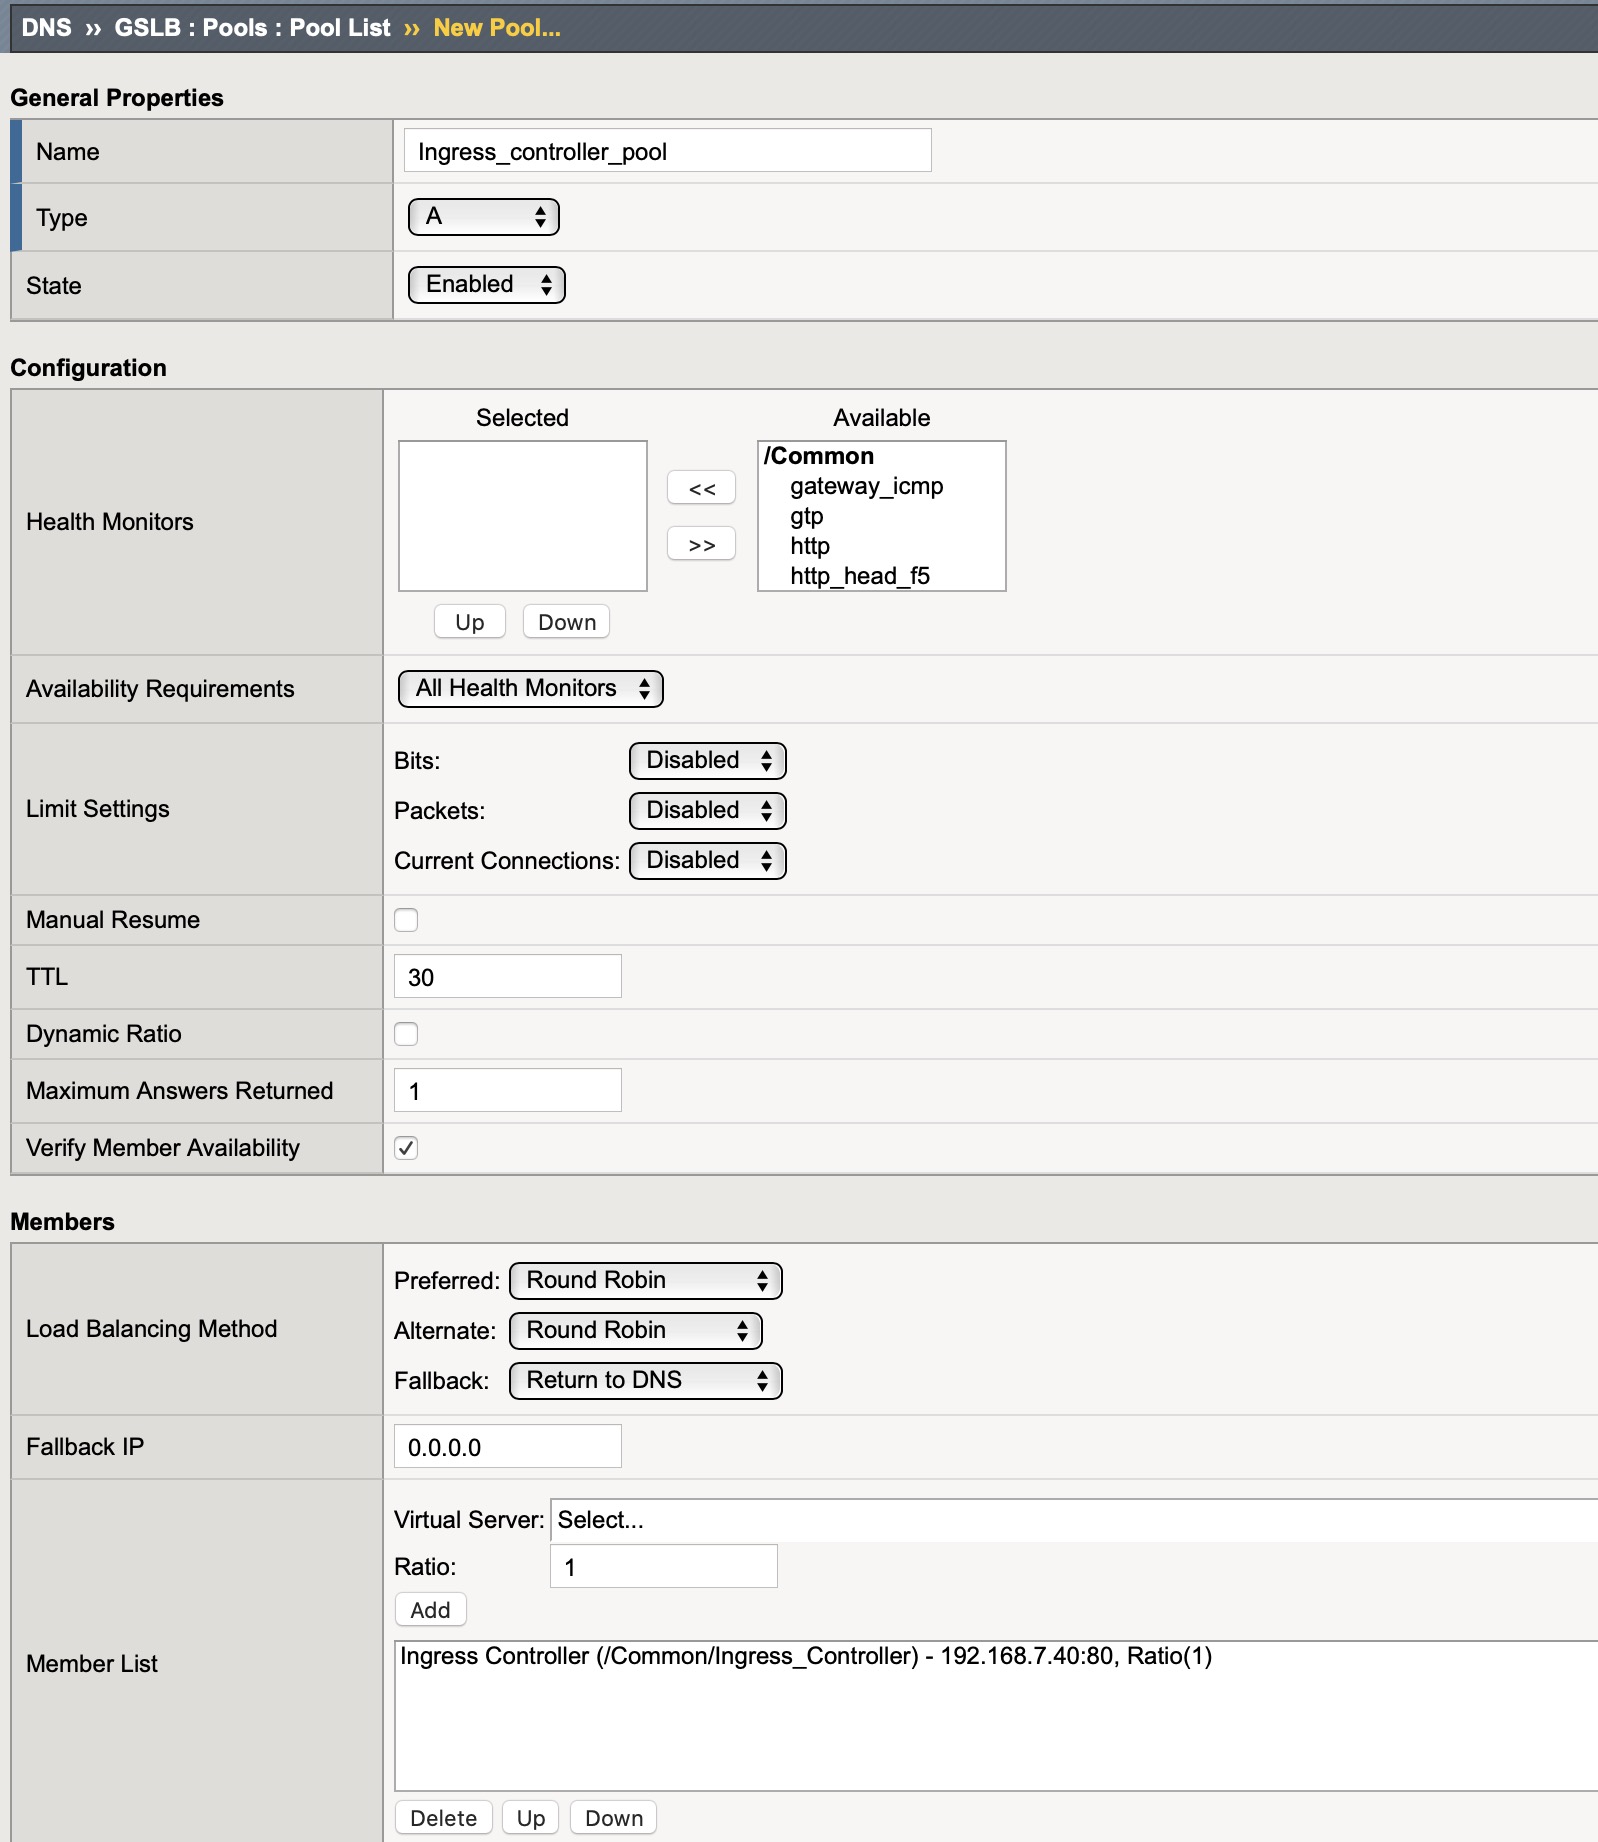 DNS ›› GSLB : Pools : Pool List ›› New Pool...
General Properties
Name Ingress_controller_pool
Type A
State Enabled
Configuration
Selected Available
/Common
gateway_icmp
<<
gtp
http
>>
http_head_f5
Health Monitors
Up Down
Availability Requirements All Health Monitors
Limit Settings
Bits: Disabled
Packets: Disabled
Current Connections: Disabled
Manual Resume
TTL 30
Dynamic Ratio
Maximum Answers Returned 1
Verify Member Availability
Members
Load Balancing Method
Preferred: Round Robin
Alternate: Round Robin
Fallback: Return to DNS
Fallback IP 0.0.0.0
Member List
Virtual Server: Select...
Ratio: 1
Add
Ingress Controller (/Common/Ingress_Controller) - 192.168.7.40:80, Ratio(1)
Delete Up Down